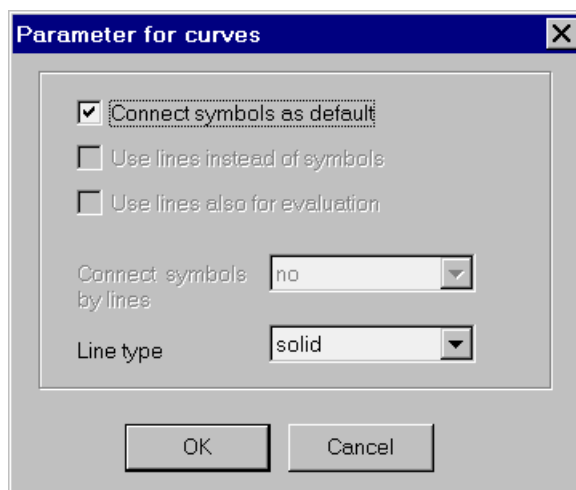 Parameter for curves
Connect symbols as default
Use lines instead of symbols
Use lines also for evaluation
Connect symbols by lines
no
Line type
solid
OK
Cancel